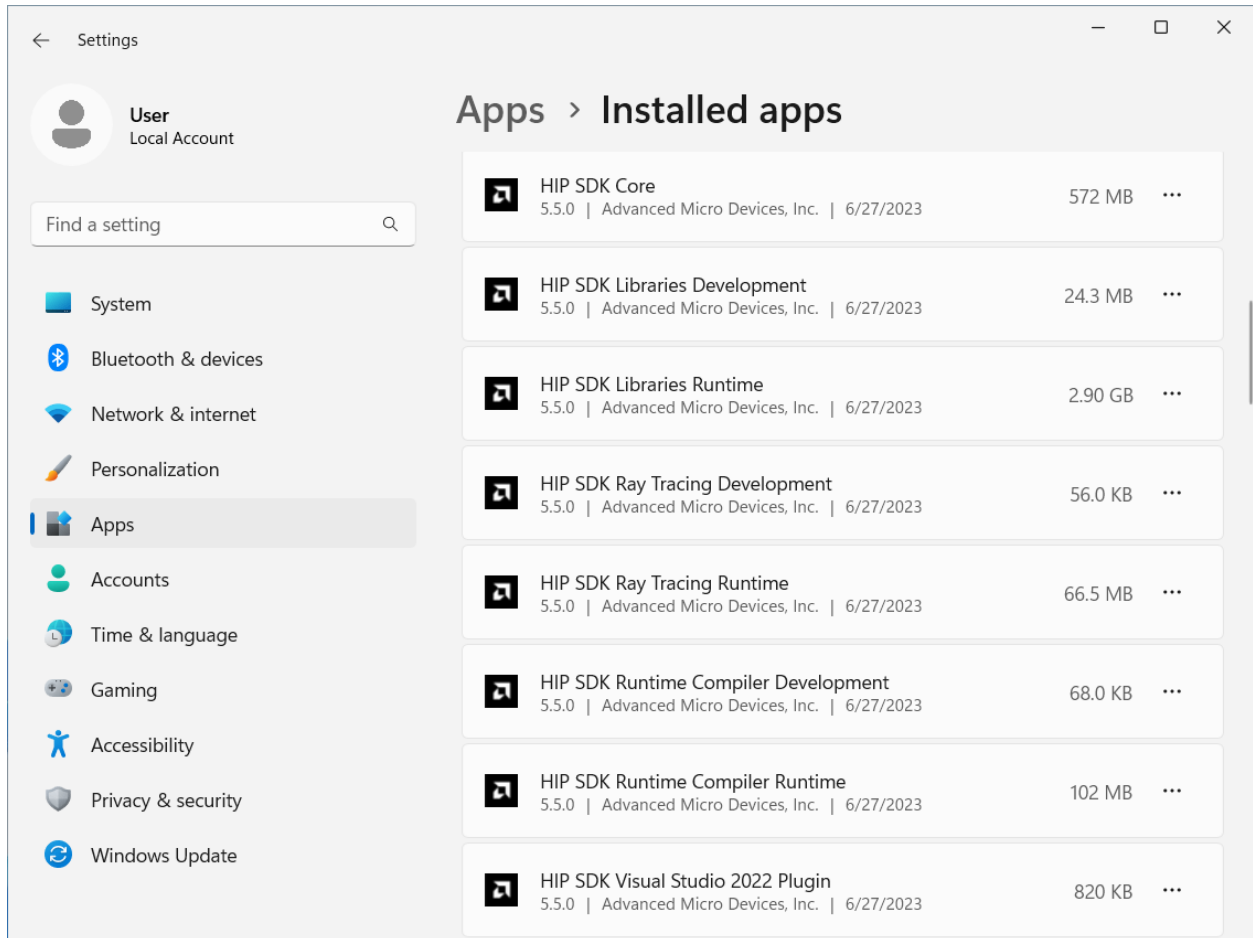 Settings
User
Local Account
Find a setting
System
Bluetooth & devices
Network & internet
Personalization
Apps
Accounts
Time & language
Gaming
Accessibility
Privacy & security
Windows Update
Apps › Installed apps
HIP SDK Core
5.5.0 | Advanced Micro Devices, Inc. | 6/27/2023
572 MB
HIP SDK Libraries Development
5.5.0 | Advanced Micro Devices, Inc. | 6/27/2023
24.3 MB
HIP SDK Libraries Runtime
5.5.0 | Advanced Micro Devices, Inc. | 6/27/2023
2.90 GB
HIP SDK Ray Tracing Development
5.5.0 | Advanced Micro Devices, Inc. | 6/27/2023
56.0 KB
HIP SDK Ray Tracing Runtime
5.5.0 | Advanced Micro Devices, Inc. | 6/27/2023
66.5 MB
HIP SDK Runtime Compiler Development
5.5.0 | Advanced Micro Devices, Inc. | 6/27/2023
68.0 KB
HIP SDK Runtime Compiler Runtime
5.5.0 | Advanced Micro Devices, Inc. | 6/27/2023
102 MB
HIP SDK Visual Studio 2022 Plugin
5.5.0 | Advanced Micro Devices, Inc. | 6/27/2023
820 KB